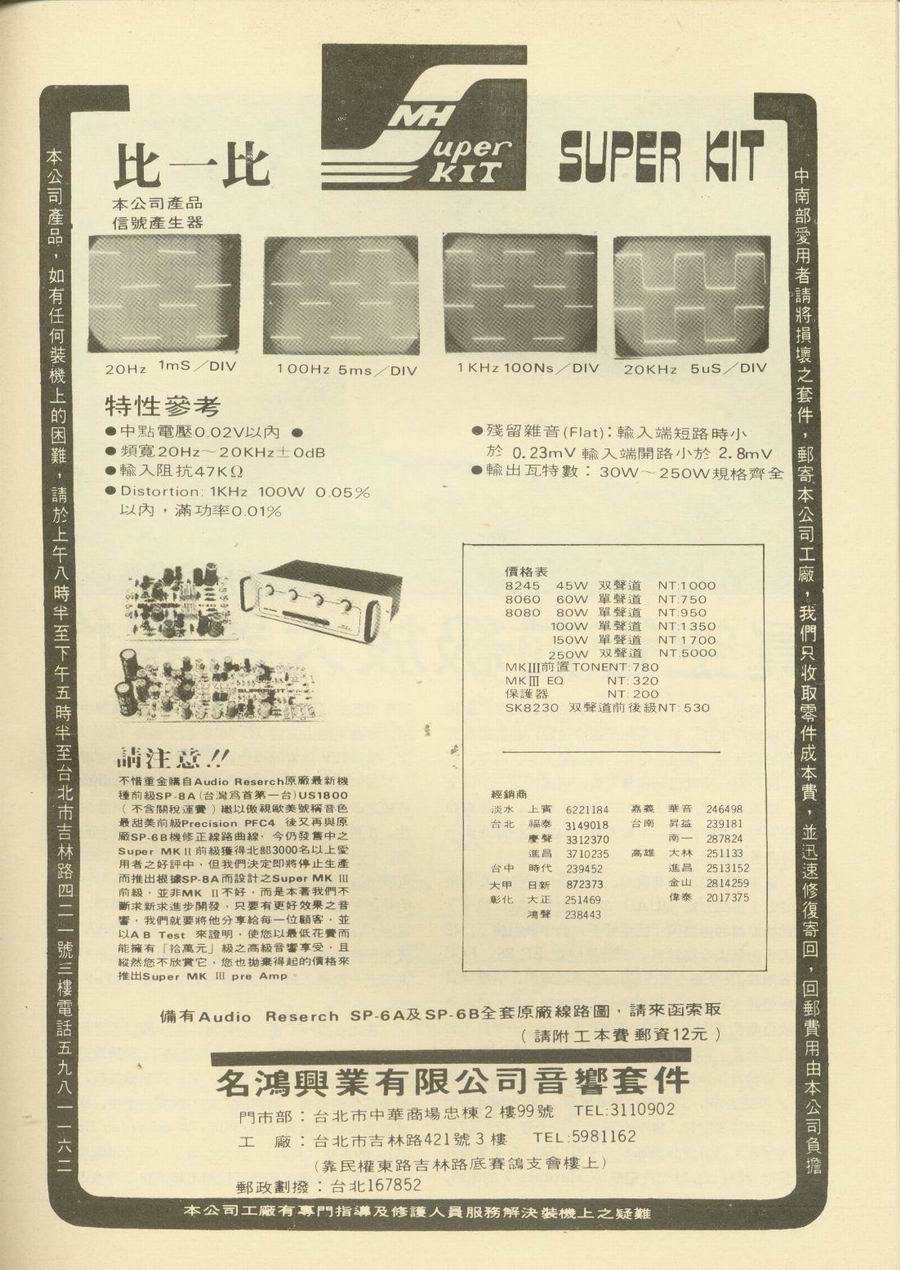 MH
Super
KIT
比一比
SUPER KIT
本公司產品
信號產生器
20Hz 1mS／DIV
100Hz 5ms／DIV
1KHz 100Ns／DIV
20KHz 5uS／DIV
特性參考
●中點電壓0.02V以內 ●
●頻寬20Hz～20KHz±0dB
●輸入阻抗47KΩ
●Distortion: 1KHz 100W 0.05%
以內，滿功率0.01%
●殘留雜音(Flat)：輸入端短路時小
於 0.23mV 輸入端開路小於 2.8mV
●輸出瓦特數：30W～250W規格齊全
價格表
8245 45W 双聲道 NT:1000
8060 60W 單聲道 NT:750
8080 80W 單聲道 NT:950
100W 單聲道 NT:1350
150W 單聲道 NT:1700
250W 双聲道 NT:5000
MKⅢ前置TONENT:780
MKⅢ EQ NT:320
保護器 NT:200
SK8230 双聲道前後級NT:530
經銷商
淡水 上賓 6221184
台北 福泰 3149018
慶聲 3312370
進昌 3710235
台中 時代 239452
大甲 日新 872373
彰化 大正 251469
鴻聲 238443
嘉義 華音 246498
台南 昇益 239181
南一 287824
高雄 大林 251133
進昌 2513152
金山 2814259
偉泰 2017375
請注意!!
不惜重金購自Audio Reserch原廠最新機
種前級SP-8A(台灣爲首第一台)US1800
（不含關稅運費）繼以傲視歐美號稱音色
最甜美前級Precision PFC4 後又再與原
廠SP-6B機修正線路曲線，今仍發售中之
Super MKⅡ前級獲得北部3000名以上愛
用者之好評中，但我們決定即將停止生產
而推出根據SP-8A而設計之Super MK Ⅲ
前級，並非MK Ⅱ不好，而是本著我們不
斷求新求進步開發，只要有更好效果之音
響，我們就要將他分享給每一位顧客，並
以A B Test 來證明，使您以最低花費而
能擁有「拾萬元」級之高級音響享受，且
縱然您不欣賞它，您也拋棄得起的價格來
推出Super MK Ⅲ pre Amp。
備有Audio Reserch SP-6A及SP-6B全套原廠線路圖，請來函索取
（請附工本費郵資12元）
名鴻興業有限公司音響套件
門市部：台北市中華商場忠棟2樓99號 TEL:3110902
工　廠：台北市吉林路421號3樓 TEL:5981162
（靠民權東路吉林路底賽鴿支會樓上）
郵政劃撥：台北167852
本公司工廠有專門指導及修護人員服務解決裝機上之疑難
本公司產品，如有任何裝機上的困難，請於上午八時半至下午五時半至台北市吉林路四二一號三樓電話五九八一一六二
中南部愛用者請將損壞之套件，郵寄本公司工廠，我們只收取零件成本費，並迅速修復寄回，回郵費用由本公司負擔